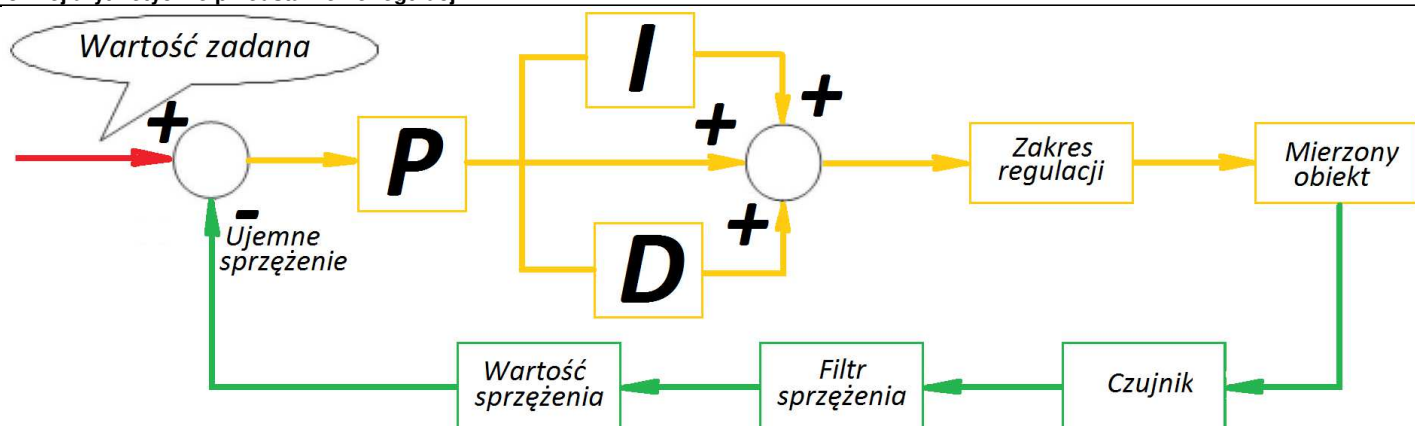 Wartość zadana
+
I
+
+
P
Zakres
regulacji
Mierzony
obiekt
-
Ujemne
sprzężenie
+
D
Wartość
sprzężenia
Filtr
sprzężenia
Czujnik